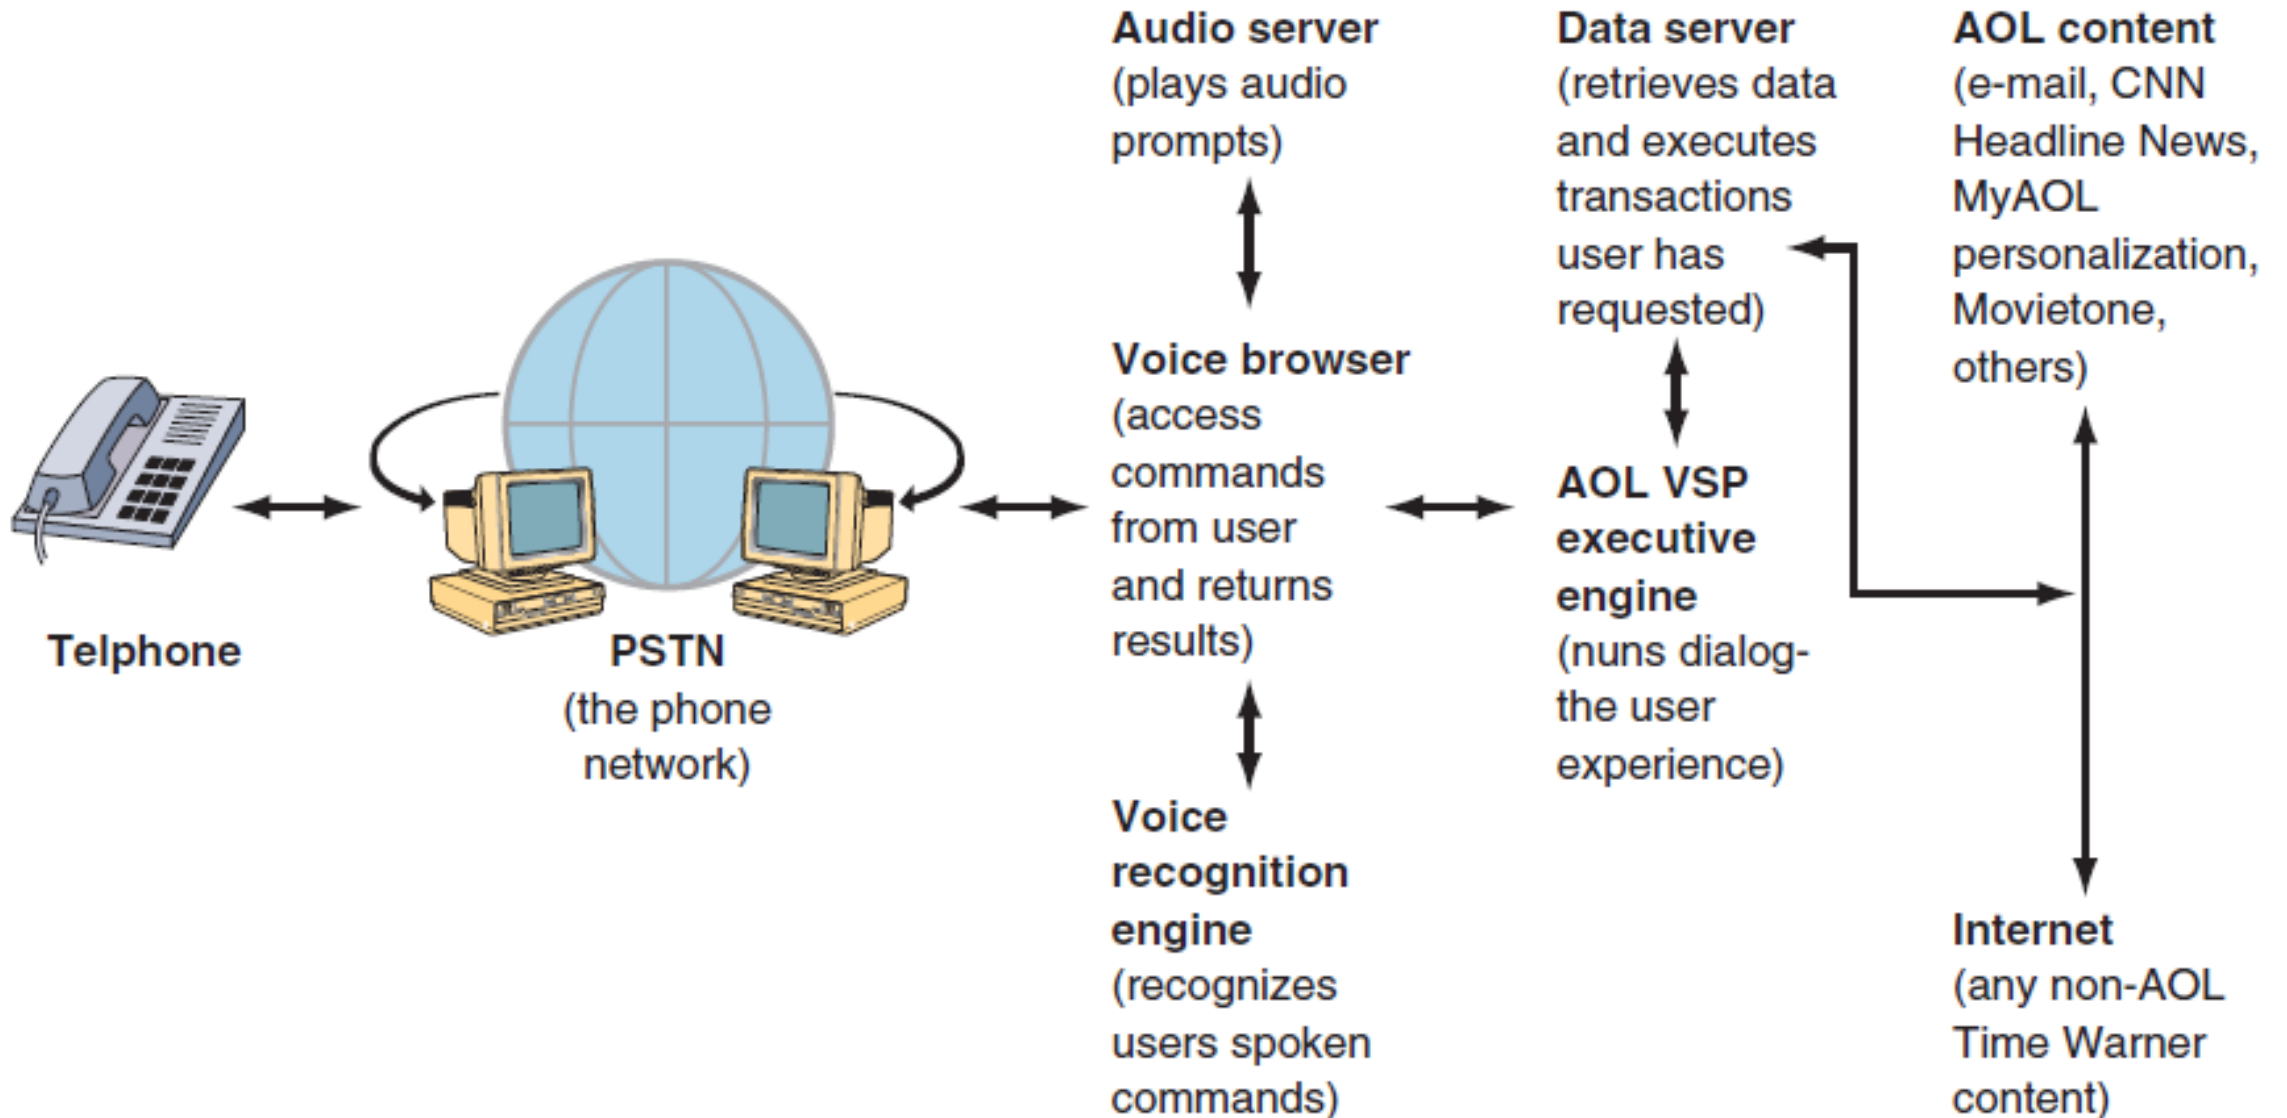 Telphone
PSTN
(the phone
network)
Audio server
(plays audio
prompts)
Voice browser
(access
commands
from user
and returns
results)
Voice
recognition
engine
(recognizes
users spoken
commands)
Data server
(retrieves data
and executes
transactions
user has
requested)
AOL VSP
executive
engine
(nuns dialog-
the user
experience)
AOL content
(e-mail, CNN
Headline News,
MyAOL
personalization,
Movietone,
others)
Internet
(any non-AOL
Time Warner
content)